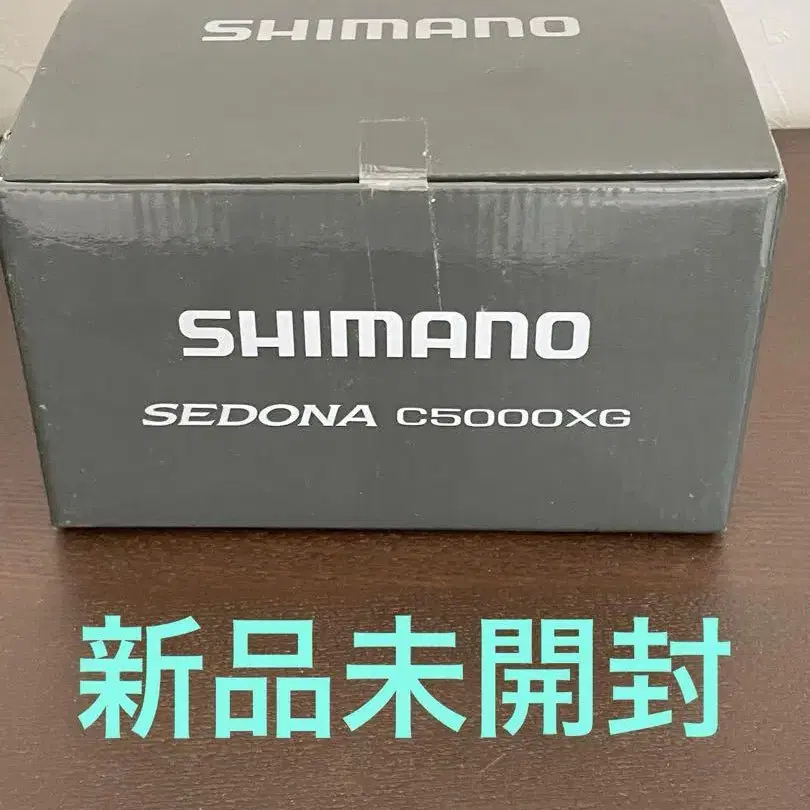 SHIMANO
SHIMANO
SEDONA C5000XG
新品未開封